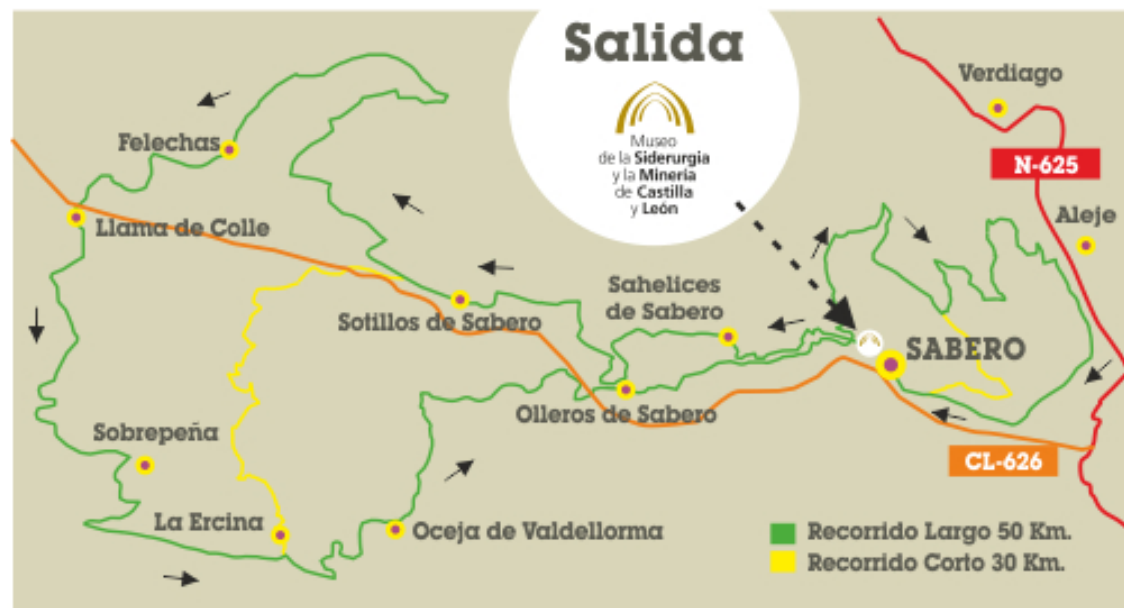 Salida
Museo
de la Siderurgia
y la Minería
de Castilla
y León
Verdiago
N-625
Aleje
Felechas
Llama de Colle
Sahelices
de Sabero
Sotillos de Sabero
SABERO
Olleros de Sabero
Sobrepeña
CL-626
La Ercina
Oceja de Valdellorma
Recorrido Largo 50 Km.
Recorrido Corto 30 Km.